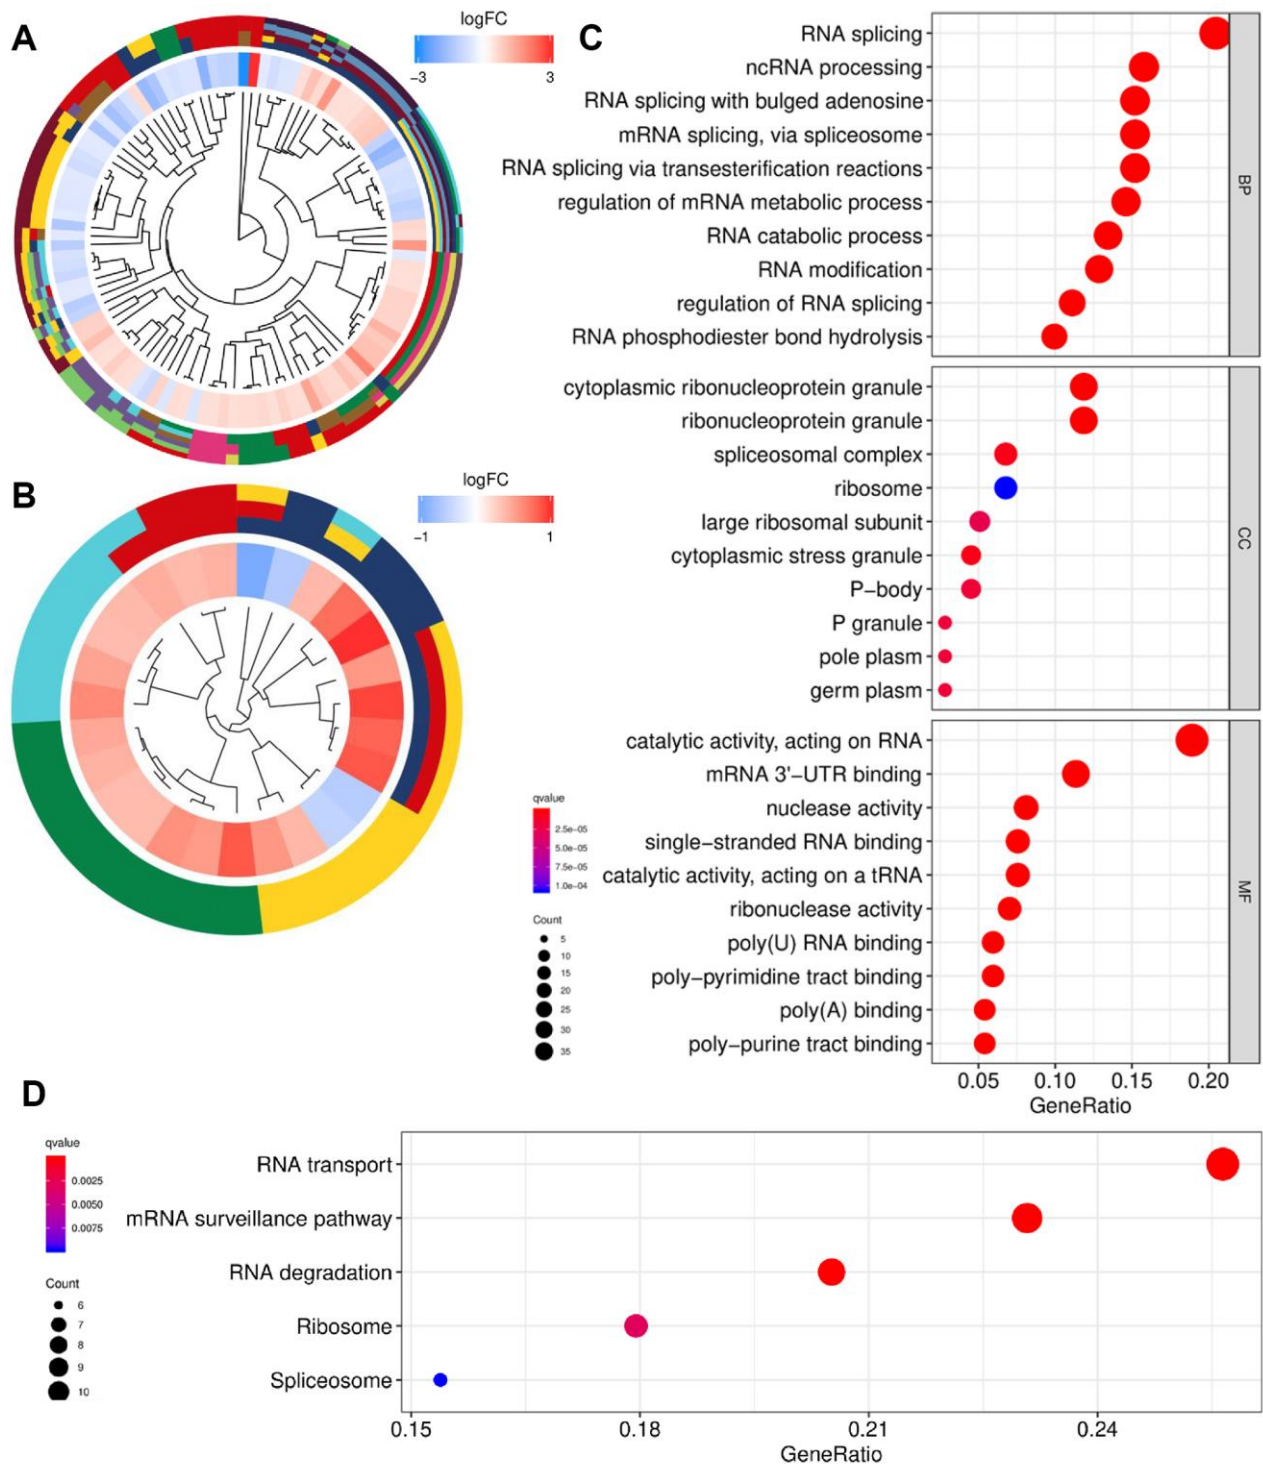 A
logFC
−3 3
B
logFC
−1 1
C
RNA splicing
ncRNA processing
RNA splicing with bulged adenosine
mRNA splicing, via spliceosome
RNA splicing via transesterification reactions
regulation of mRNA metabolic process
RNA catabolic process
RNA modification
regulation of RNA splicing
RNA phosphodiester bond hydrolysis
BP
cytoplasmic ribonucleoprotein granule
ribonucleoprotein granule
spliceosomal complex
ribosome
large ribosomal subunit
cytoplasmic stress granule
P−body
P granule
pole plasm
germ plasm
CC
catalytic activity, acting on RNA
mRNA 3'−UTR binding
nuclease activity
single−stranded RNA binding
catalytic activity, acting on a tRNA
ribonuclease activity
poly(U) RNA binding
poly−pyrimidine tract binding
poly(A) binding
poly−purine tract binding
MF
0.05 0.10 0.15 0.20
GeneRatio
qvalue
2.5e−05
5.0e−05
7.5e−05
1.0e−04
Count
5
10
15
20
25
30
35
D
qvalue
0.0025
0.0050
0.0075
Count
6
7
8
9
10
RNA transport
mRNA surveillance pathway
RNA degradation
Ribosome
Spliceosome
0.15 0.18 0.21 0.24
GeneRatio